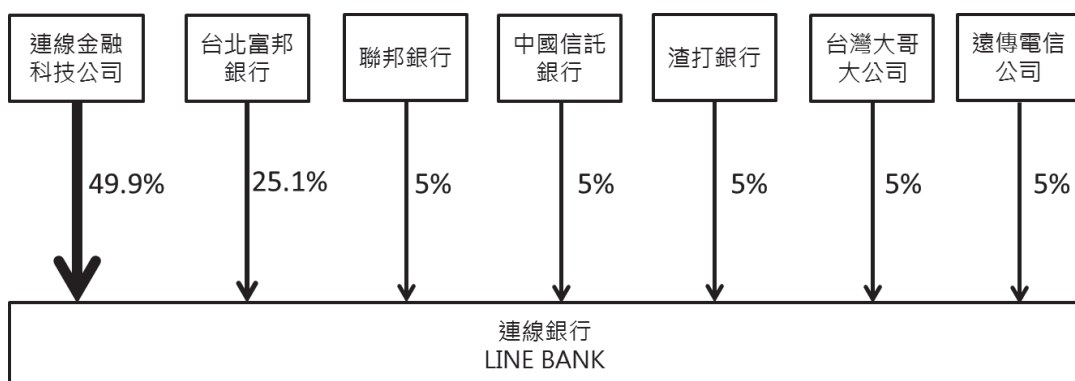 連線金融
科技公司
台北富邦
銀行
聯邦銀行
中國信託
銀行
渣打銀行
台灣大哥
大公司
遠傳電信
公司
49.9%
25.1%
5%
5%
5%
5%
5%
連線銀行
LINE BANK